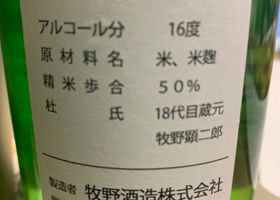 アルコール分 16度
原材料名 米、米麹
精米歩合 50%
杜氏 18代目蔵元
牧野顕二郎
製造者 牧野酒造株式会社